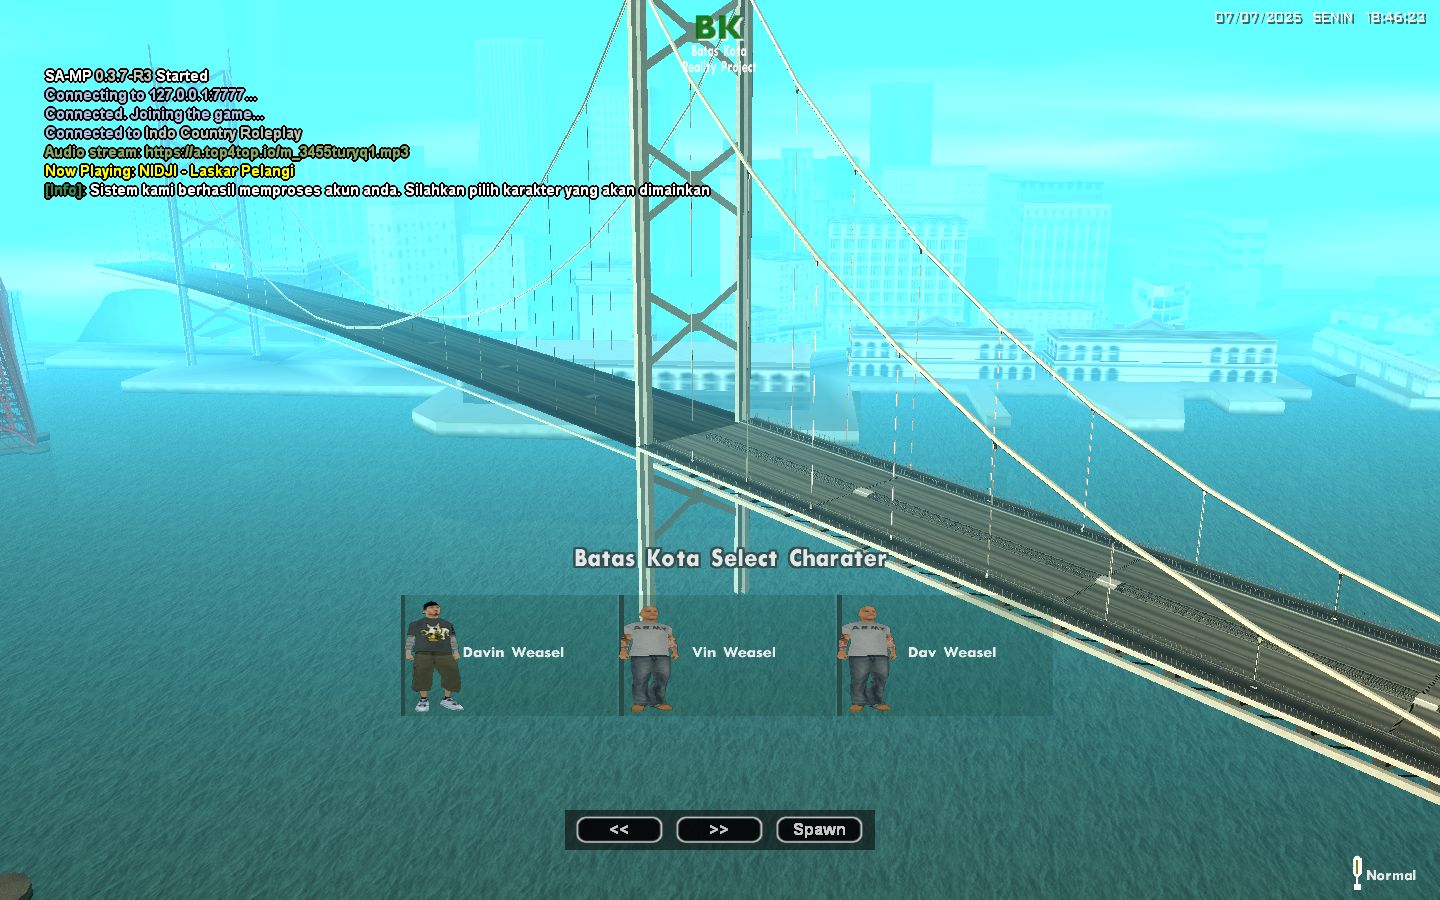 BK
Batas Kota
Reality Project
07/07/2025 SENIN 18:46:23
SA-MP 0.3.7-R3 Started
Connecting to 127.0.0.1:7777...
Connected. Joining the game...
Connected to Indo Country Roleplay
Audio stream: https://a.top4top.io/m_3455turyq1.mp3
Now Playing: NIDJI - Laskar Pelangi
[Info]: Sistem kami berhasil memproses akun anda. Silahkan pilih karakter yang akan dimainkan
Batas Kota Select Charater
ARMY
ARMY
Davin Weasel
Vin Weasel
Dav Weasel
<<
>>
Spawn
Normal